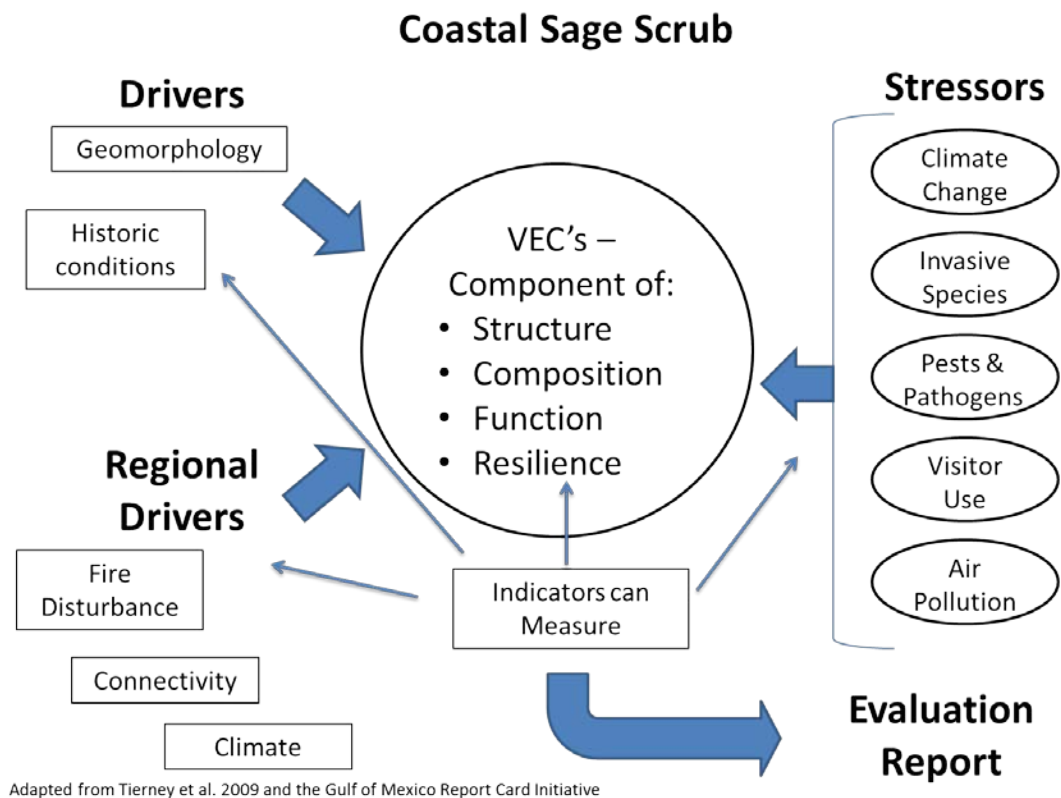 Coastal Sage Scrub
Drivers
Geomorphology
Historic
conditions
Regional
Drivers
Fire
Disturbance
Connectivity
Climate
VEC's –
Component of:
• Structure
• Composition
• Function
• Resilience
Indicators can
Measure
Stressors
Climate
Change
Invasive
Species
Pests &
Pathogens
Visitor
Use
Air
Pollution
Evaluation
Report
Adapted from Tierney et al. 2009 and the Gulf of Mexico Report Card Initiative